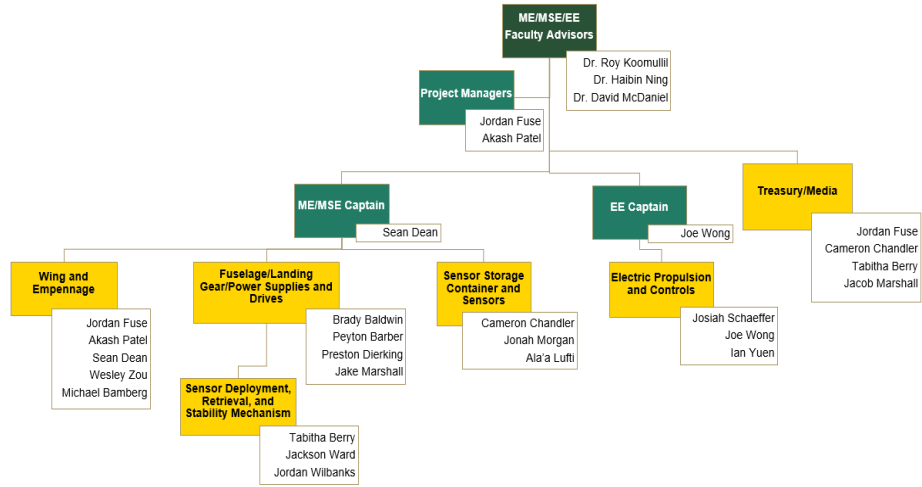 ME/MSE/EE
Faculty Advisors
Dr. Roy Koomullil
Dr. Haibin Ning
Dr. David McDaniel
Project Managers
Jordan Fuse
Akash Patel
ME/MSE Captain
Sean Dean
EE Captain
Joe Wong
Treasury/Media
Jordan Fuse
Cameron Chandler
Tabitha Berry
Jacob Marshall
Wing and
Empennage
Jordan Fuse
Akash Patel
Sean Dean
Wesley Zou
Michael Bamberg
Fuselage/Landing
Gear/Power Supplies and
Drives
Brady Baldwin
Peyton Barber
Preston Dierking
Jake Marshall
Sensor Deployment,
Retrieval, and
Stability Mechanism
Tabitha Berry
Jackson Ward
Jordan Wilbanks
Sensor Storage
Container and
Sensors
Cameron Chandler
Jonah Morgan
Ala'a Lufti
Electric Propulsion
and Controls
Josiah Schaeffer
Joe Wong
Ian Yuen